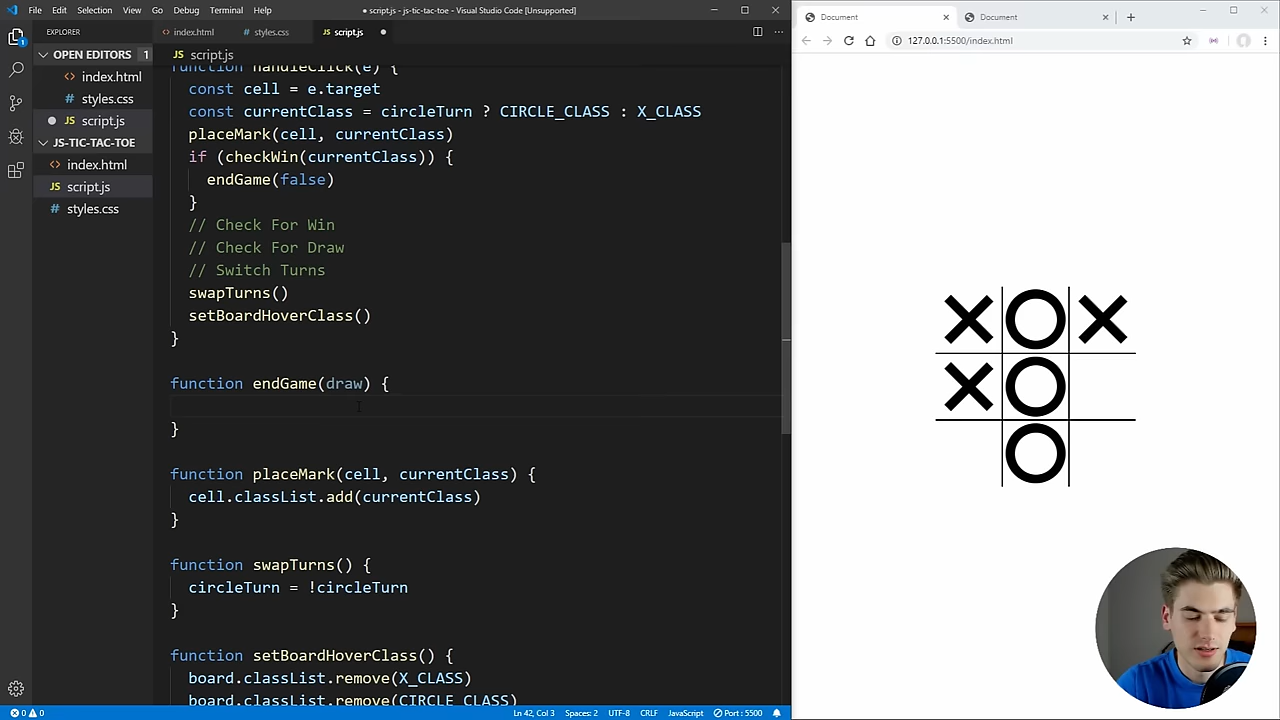 File Edit Selection View Go Debug Terminal Help
● script.js - js-tic-tac-toe - Visual Studio Code [Unsupported]
EXPLORER
OPEN EDITORS 1
<> index.html
# styles.css
JS script.js
JS-TIC-TAC-TOE
<> index.html
JS script.js
# styles.css
<> index.html # styles.css JS script.js ●
JS script.js
function handleClick(e) {
const cell = e.target
const currentClass = circleTurn ? CIRCLE_CLASS : X_CLASS
placeMark(cell, currentClass)
if (checkWin(currentClass)) {
endGame(false)
}
// Check For Win
// Check For Draw
// Switch Turns
swapTurns()
setBoardHoverClass()
}
function endGame(draw) {
}
function placeMark(cell, currentClass) {
cell.classList.add(currentClass)
}
function swapTurns() {
circleTurn = !circleTurn
}
function setBoardHoverClass() {
board.classList.remove(X_CLASS)
board.classList.remove(CIRCLE_CLASS)
0 0
Ln 42, Col 3 Spaces: 2 UTF-8 CRLF JavaScript Port : 5500
Document Document
127.0.0.1:5500/index.html